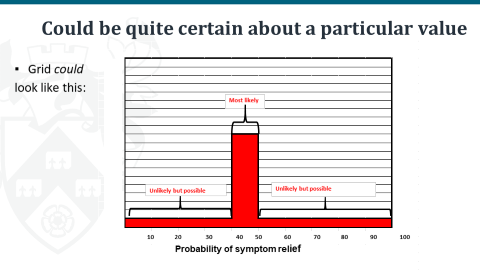 Could be quite certain about a particular value
▪ Grid could
look like this:
Most likely
Unlikely but possible
Unlikely but possible
10 20 30 40 50 60 70 80 90 100
Probability of symptom relief